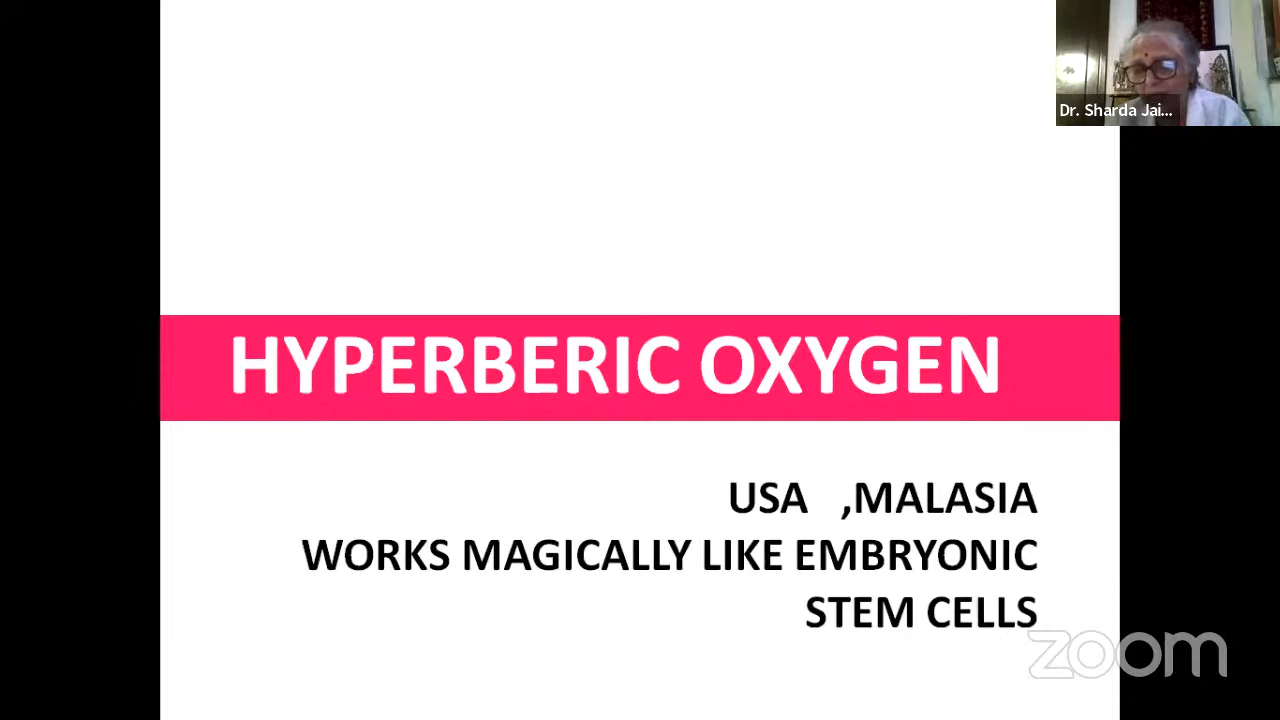 Dr. Sharda Jai...
HYPERBERIC OXYGEN
USA ,MALASIA
WORKS MAGICALLY LIKE EMBRYONIC
STEM CELLS
zoom